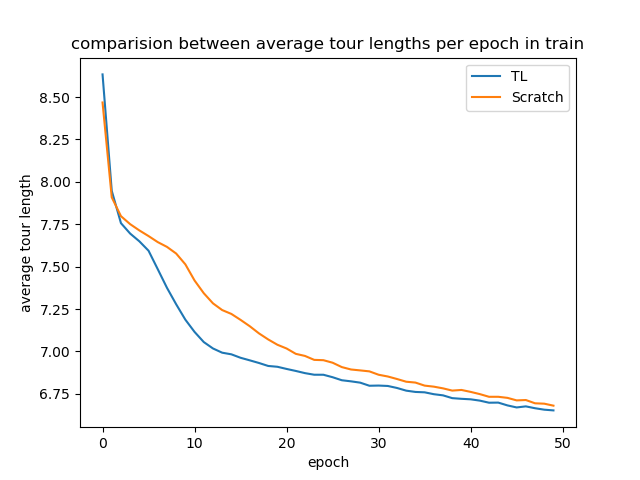 comparision between average tour lengths per epoch in train
TL
Scratch
8.50
8.25
8.00
7.75
7.50
7.25
7.00
6.75
average tour length
0 10 20 30 40 50
epoch